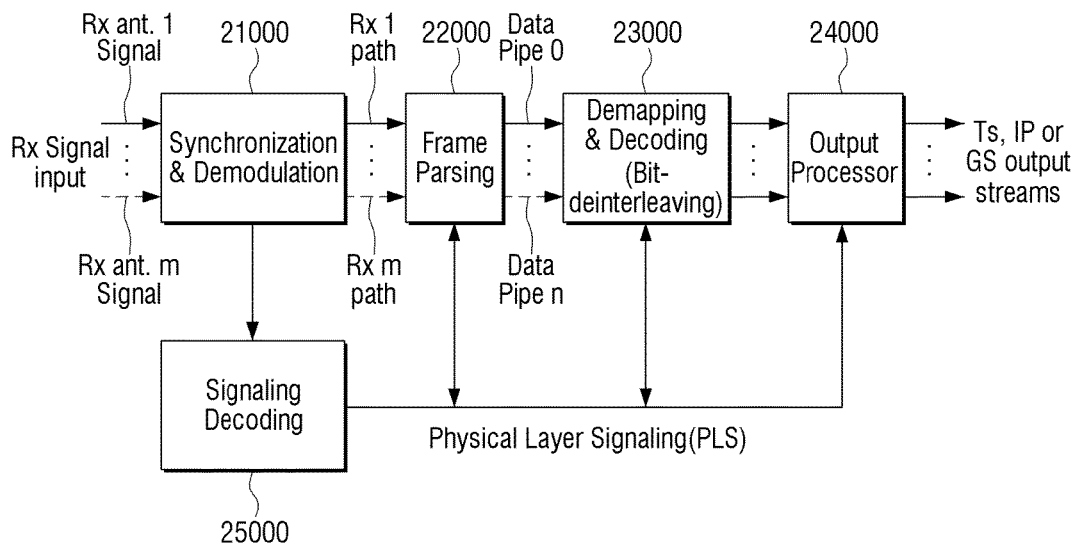 Rx ant. 1
Signal
21000
Rx 1
path
22000
Data
Pipe 0
23000
24000
Rx Signal
input
Synchronization
& Demodulation
Frame
Parsing
Demapping
& Decoding
(Bit-
deinterleaving)
Output
Processor
Ts, IP or
GS output
streams
Rx ant. m
Signal
Rx m
path
Data
Pipe n
Signaling
Decoding
Physical Layer Signaling(PLS)
25000